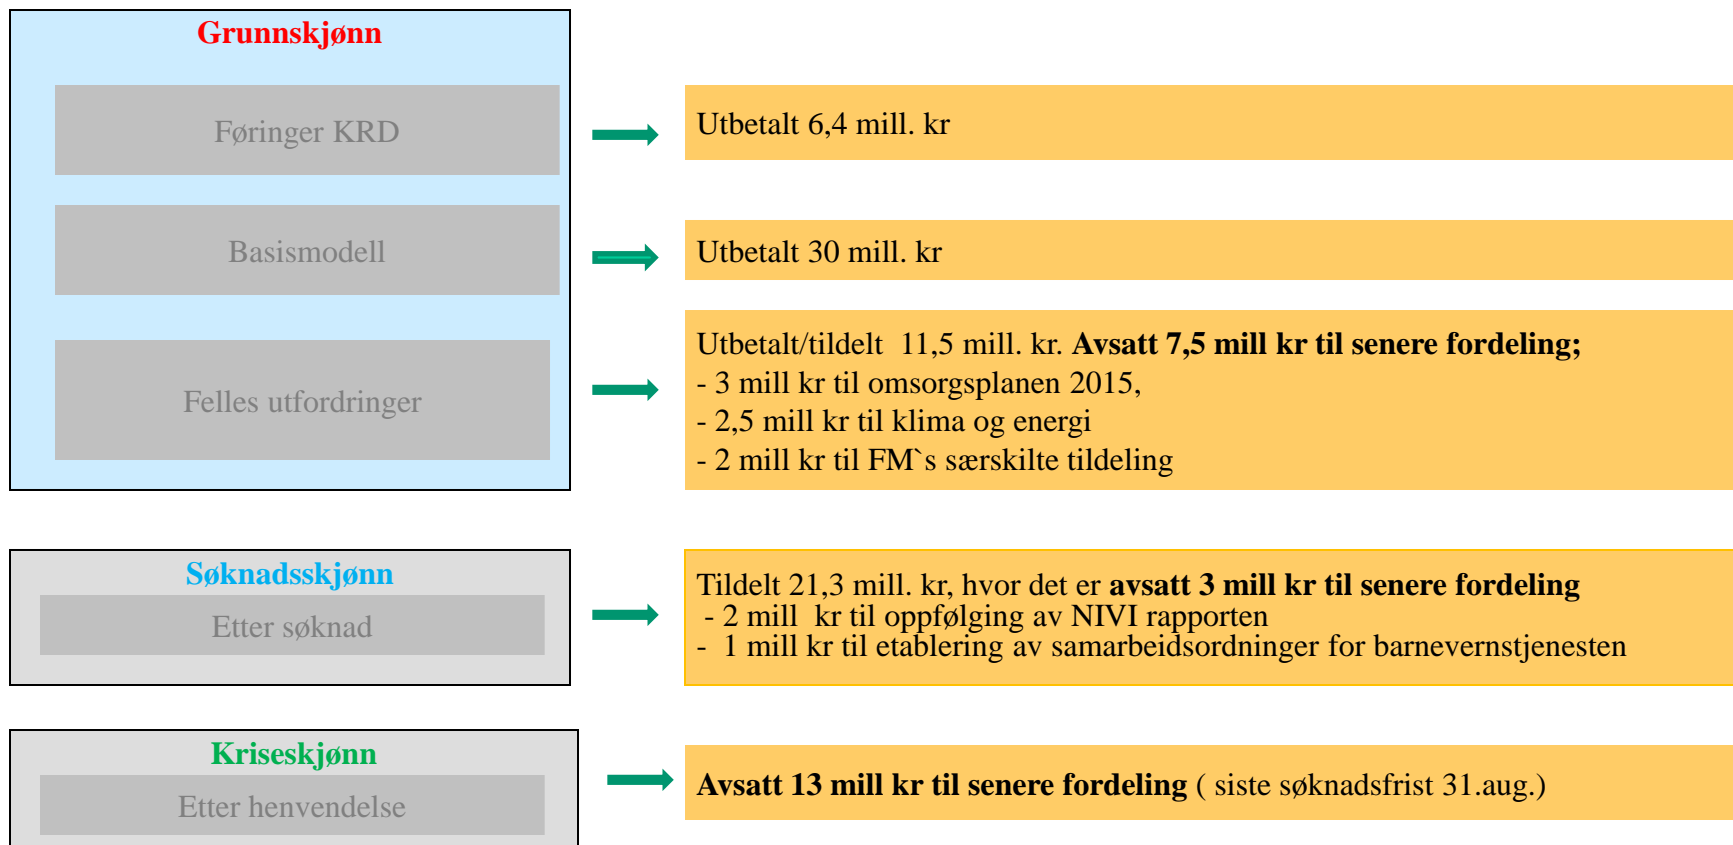 Grunnskjønn
Føringer KRD
Utbetalt 6,4 mill. kr
Basismodell
Utbetalt 30 mill. kr
Felles utfordringer
Utbetalt/tildelt  11,5 mill. kr. Avsatt 7,5 mill kr til senere fordeling;
- 3 mill kr til omsorgsplanen 2015,
- 2,5 mill kr til klima og energi
- 2 mill kr til FM`s særskilte tildeling
Søknadsskjønn
Etter søknad
Tildelt 21,3 mill. kr, hvor det er avsatt 3 mill kr til senere fordeling
- 2 mill  kr til oppfølging av NIVI rapporten
-  1 mill kr til etablering av samarbeidsordninger for barnevernstjenesten
Kriseskjønn
Etter henvendelse
Avsatt 13 mill kr til senere fordeling ( siste søknadsfrist 31.aug.)